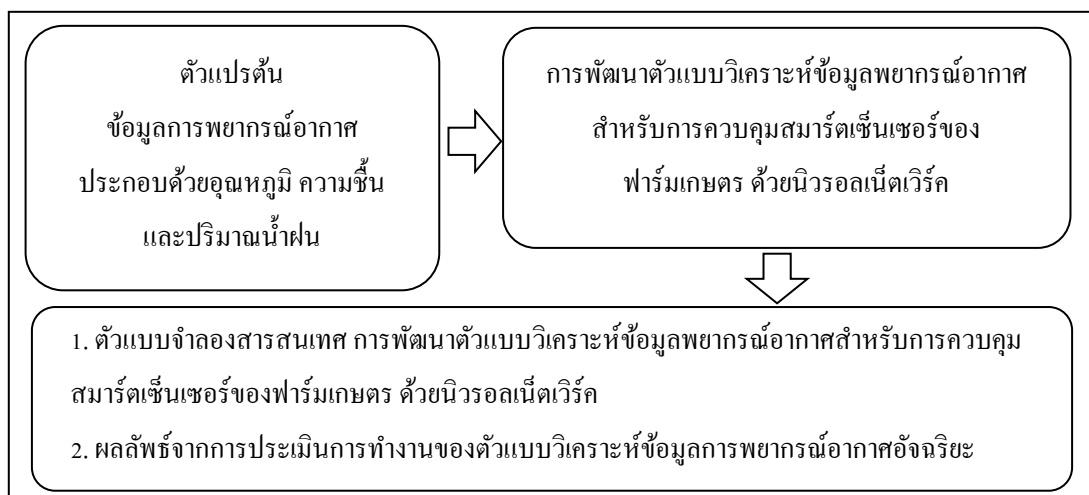 ตัวแปรต้น
ข้อมูลการพยากรณ์อากาศ
ประกอบด้วยอุณหภูมิ ความชื้น
และปริมาณน้ำฝน
การพัฒนาตัวแบบวิเคราะห์ข้อมูลพยากรณ์อากาศ
สำหรับการควบคุมสมาร์ตเซ็นเซอร์ของ
ฟาร์มเกษตร ด้วยนิวรอลเน็ตเวิร์ค
1. ตัวแบบจำลองสารสนเทศ การพัฒนาตัวแบบวิเคราะห์ข้อมูลพยากรณ์อากาศสำหรับการควบคุม
สมาร์ตเซ็นเซอร์ของฟาร์มเกษตร ด้วยนิวรอลเน็ตเวิร์ค
2. ผลลัพธ์จากการประเมินการทำงานของตัวแบบวิเคราะห์ข้อมูลการพยากรณ์อากาศอัจฉริยะ